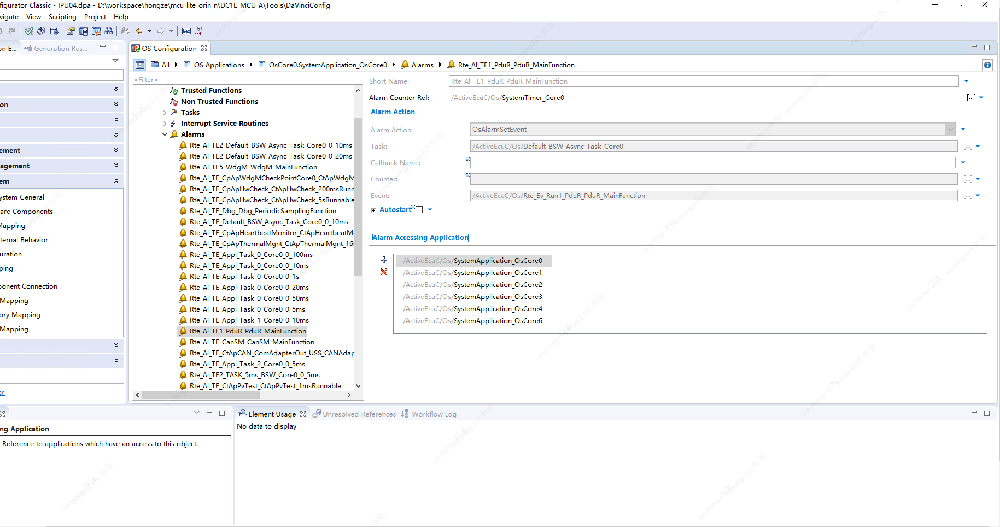 figurator Classic - IPU04.dpa - D:\workspace\hongze\mcu_lite_orin_n\DC1E_MCU_A\Tools\DaVinciConfig
vigate View Scripting Project Help
on E... Generation Res...
OS Configuration
All OS Applications OsCore0.SystemApplication_OsCore0 Alarms Rte_Al_TE1_PduR_PduR_MainFunction
on
ement
agement
em
ystem General
are Components
Mapping
ternal Behavior
uration
ping
onent Connection
Mapping
ory Mapping
Mapping
or
<Filter>
Trusted Functions
Non Trusted Functions
Tasks
Interrupt Service Routines
Alarms
Rte_Al_TE2_Default_BSW_Async_Task_Core0_0_10ms
Rte_Al_TE2_Default_BSW_Async_Task_Core0_0_20ms
Rte_Al_TE5_WdgM_WdgM_MainFunction
Rte_Al_TE_CpApWdgMCheckPointCore0_CtApWdgM
Rte_Al_TE_CpApHwCheck_CtApHwCheck_200msRunr
Rte_Al_TE_CpApHwCheck_CtApHwCheck_5sRunnable
Rte_Al_TE_Dbg_Dbg_PeriodicSamplingFunction
Rte_Al_TE_Default_BSW_Async_Task_Core0_0_10ms
Rte_Al_TE_CpApHeartbeatMonitor_CtApHeartbeatM
Rte_Al_TE_CpApThermalMgnt_CtApThermalMgnt_16
Rte_Al_TE_Appl_Task_0_Core0_0_100ms
Rte_Al_TE_Appl_Task_0_Core0_0_10ms
Rte_Al_TE_Appl_Task_0_Core0_0_1s
Rte_Al_TE_Appl_Task_0_Core0_0_20ms
Rte_Al_TE_Appl_Task_0_Core0_0_50ms
Rte_Al_TE_Appl_Task_0_Core0_0_5ms
Rte_Al_TE_Appl_Task_1_Core0_0_10ms
Rte_Al_TE1_PduR_PduR_MainFunction
Rte_Al_TE_CanSM_CanSM_MainFunction
Rte_Al_TE_CtApCAN_ComAdapterOut_USS_CANAdap
Rte_Al_TE_Appl_Task_2_Core0_0_5ms
Rte_Al_TE2_TASK_5ms_BSW_Core0_0_5ms
Rte_Al_TE_CtApPvTest_CtApPvTest_1msRunnable
Short Name: Rte_Al_TE1_PduR_PduR_MainFunction
Alarm Counter Ref: /ActiveEcuC/Os/SystemTimer_Core0 [...]
Alarm Action
Alarm Action: OsAlarmSetEvent
Task: /ActiveEcuC/Os/Default_BSW_Async_Task_Core0 [...]
Callback Name:
Counter: [...]
Event: /ActiveEcuC/Os/Rte_Ev_Run1_PduR_PduR_MainFunction [...]
Autostart
Alarm Accessing Application
/ActiveEcuC/Os/SystemApplication_OsCore0
/ActiveEcuC/Os/SystemApplication_OsCore1
/ActiveEcuC/Os/SystemApplication_OsCore2
/ActiveEcuC/Os/SystemApplication_OsCore3
/ActiveEcuC/Os/SystemApplication_OsCore4
/ActiveEcuC/Os/SystemApplication_OsCore6
ng Application
Reference to applications which have an access to this object.
Element Usage Unresolved References Workflow Log
No data to display